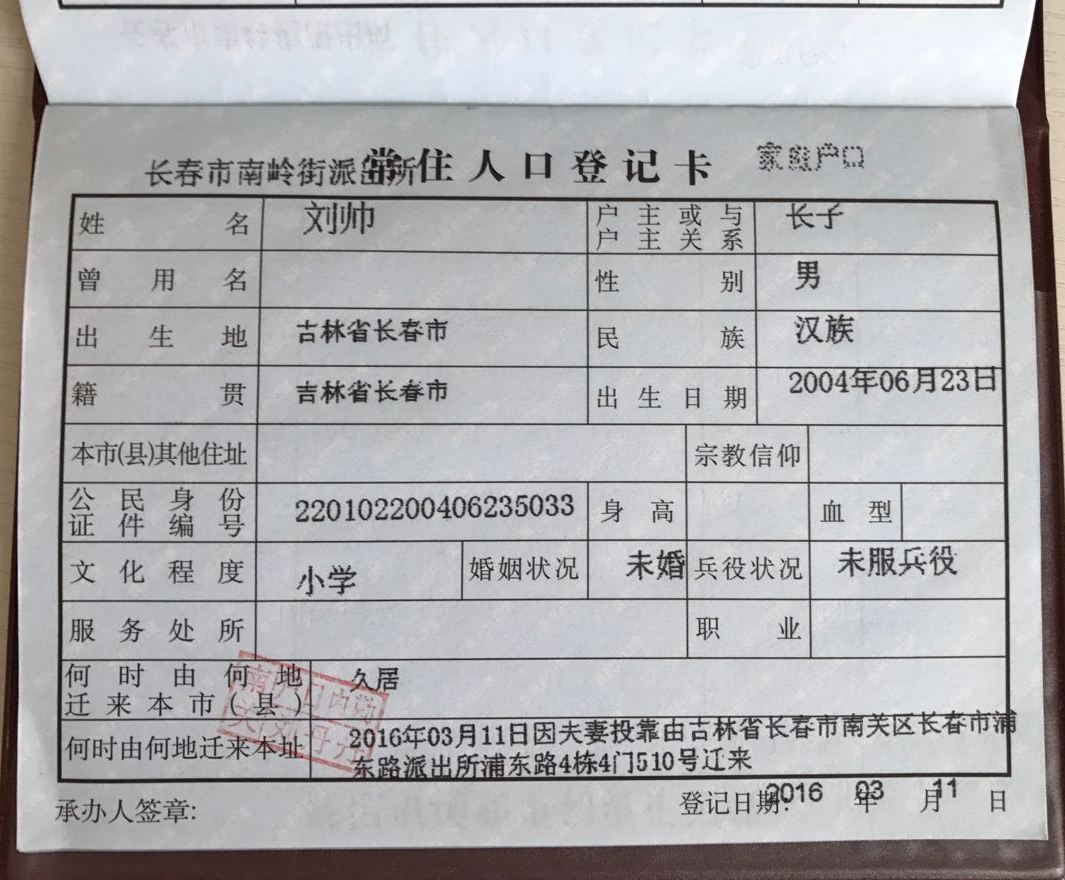 长春市南岭街派出所
常住人口登记卡
家庭户口
姓名 刘帅 户主或与户主关系 长子
曾用名 性别 男
出生地 吉林省长春市 民族 汉族
籍贯 吉林省长春市 出生日期 2004年06月23日
本市(县)其他住址 宗教信仰
公民身份证件编号 220102200406235033 身高 血型
文化程度 小学 婚姻状况 未婚 兵役状况 未服兵役
服务处所 职业
何时由何地迁来本市(县) 久居
何时由何地迁来本址 2016年03月11日因夫妻投靠由吉林省长春市南关区长春市浦
东路派出所浦东路4栋4门510号迁来
承办人签章: 登记日期: 2016年03月11日